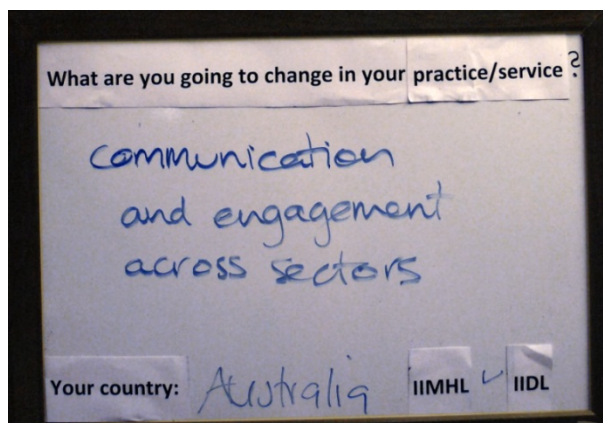 What are you going to change in your practice/service ?
communication
and engagement
across sectors
Your country: Australia IIMHL ✓ IIDL